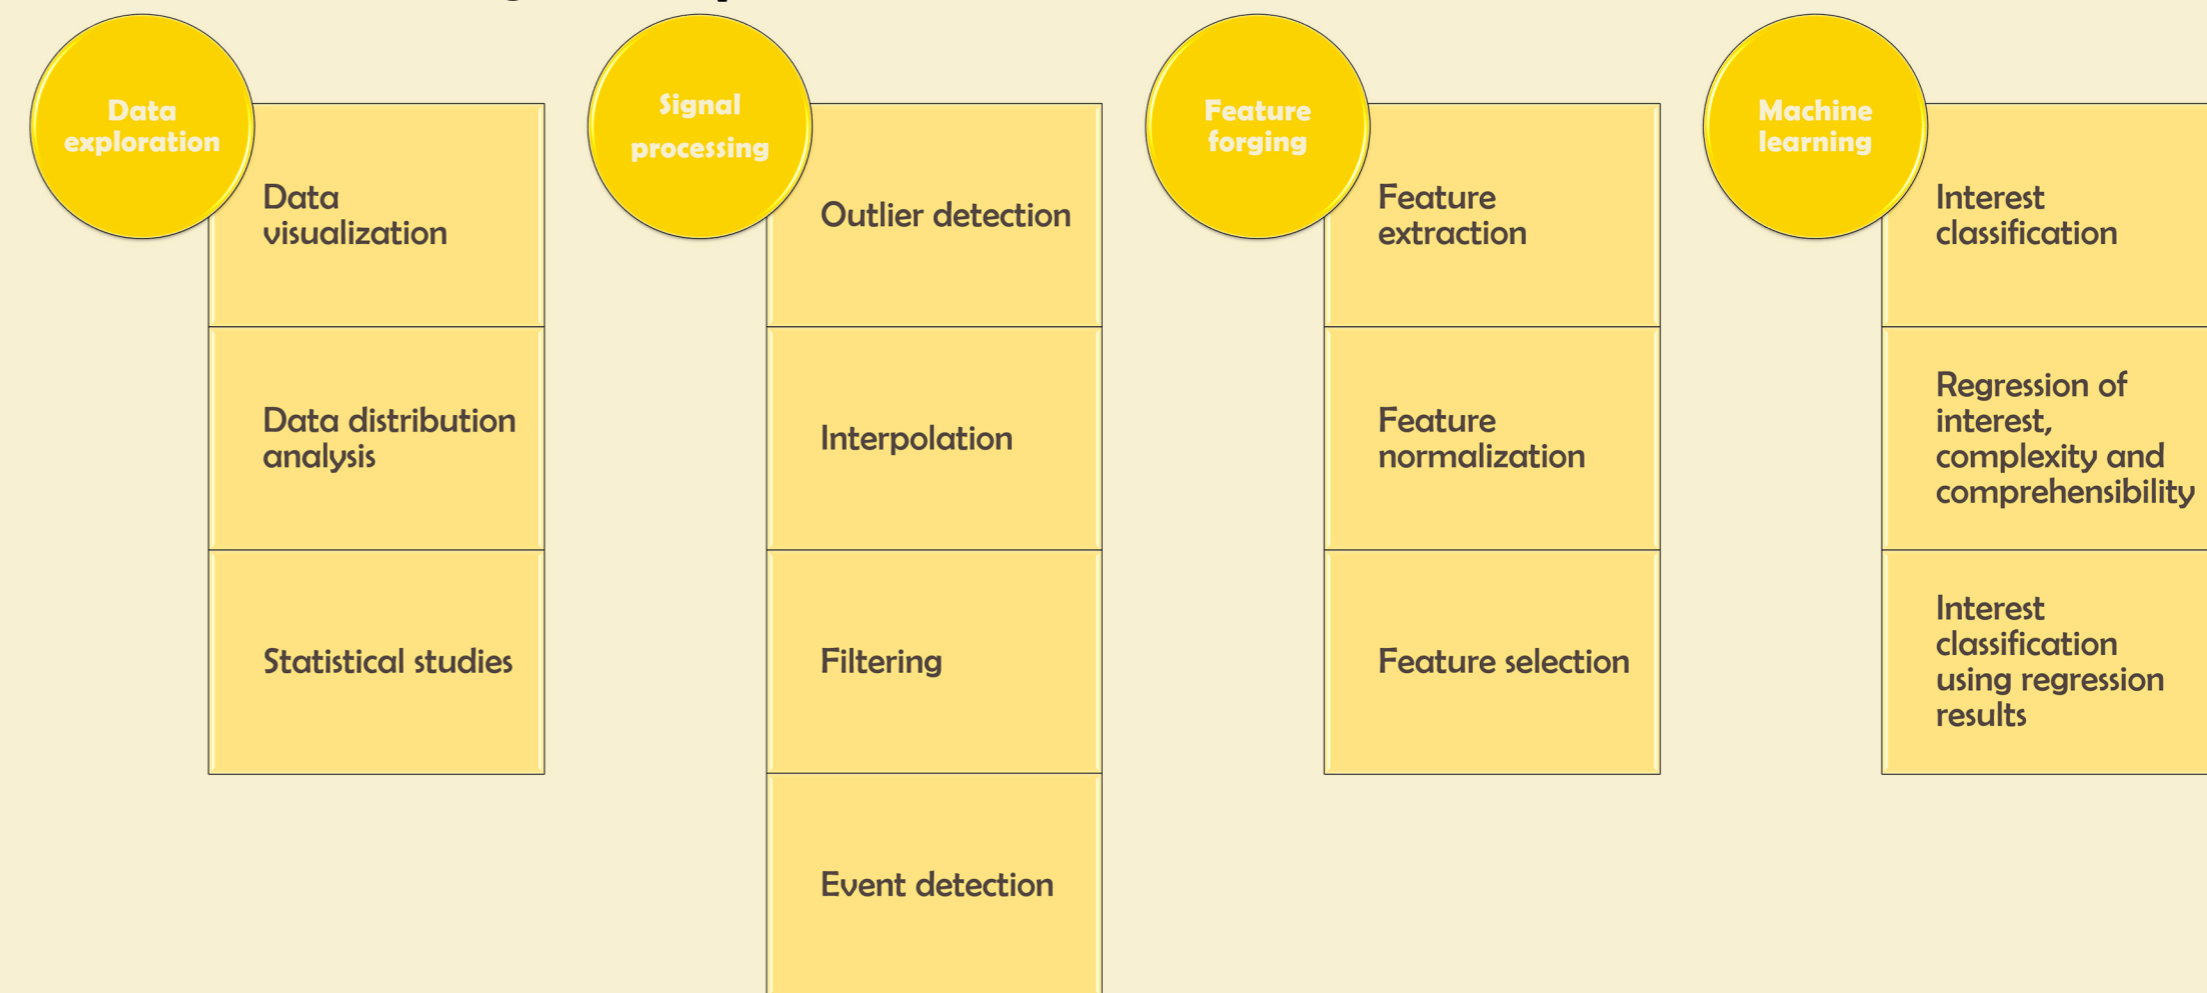 Data
exploration
Data
visualization
Data distribution
analysis
Statistical studies
Signal
processing
Outlier detection
Interpolation
Filtering
Event detection
Feature
forging
Feature
extraction
Feature
normalization
Feature selection
Machine
learning
Interest
classification
Regression of
interest,
complexity and
comprehensibility
Interest
classification
using regression
results